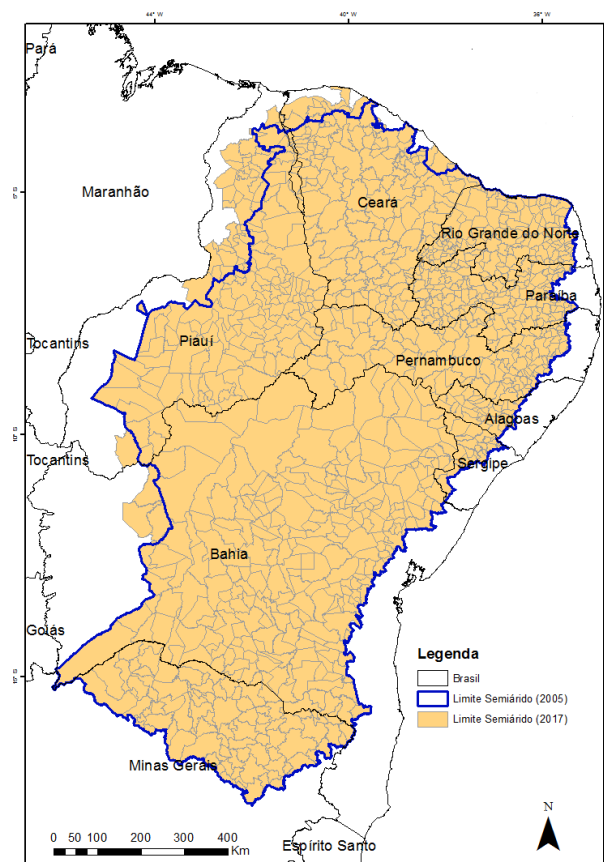 44° W
40° W
36° W
Pará
Maranhão
Ceará
Rio Grande do Norte
Paraíba
Tocantins
Piauí
Pernambuco
Alagoas
Tocantins
Sergipe
Bahia
Goiás
Legenda
Brasil
Limite Semiárido (2005)
Limite Semiárido (2017)
Minas Gerais
N
0 50 100 200 300 400
Km
Espírito Santo